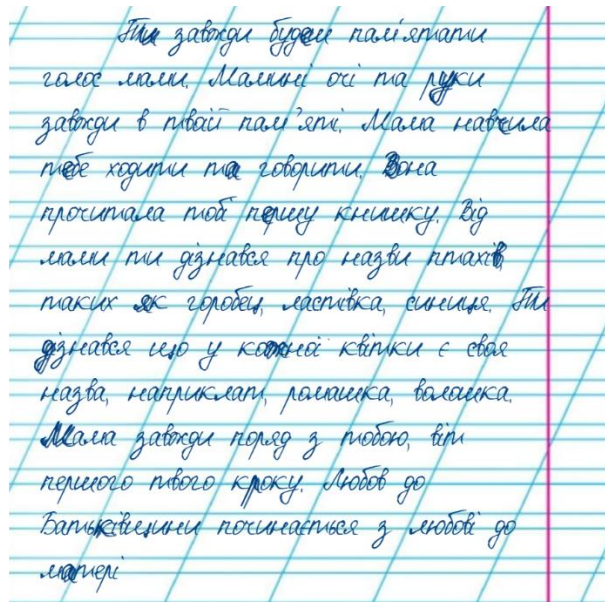 Ти завжди будеш пам'ятати
голос мами. Мамині очі та руки
завжди в твоїй пам'яті. Мама навчила
тебе ходити та говорити. Вона
прочитала тобі першу книжку. Від
мами ти дізнався про назви птахів,
таких як горобец, ластівка, синиця. Ти
дізнався що у кожної квітки є своя
назва, наприклат, ромашка, волошка.
Мама завжди поряд з тобою, віт
першого твого кроку. Любов до
Батьківщини починається з любові до
матері